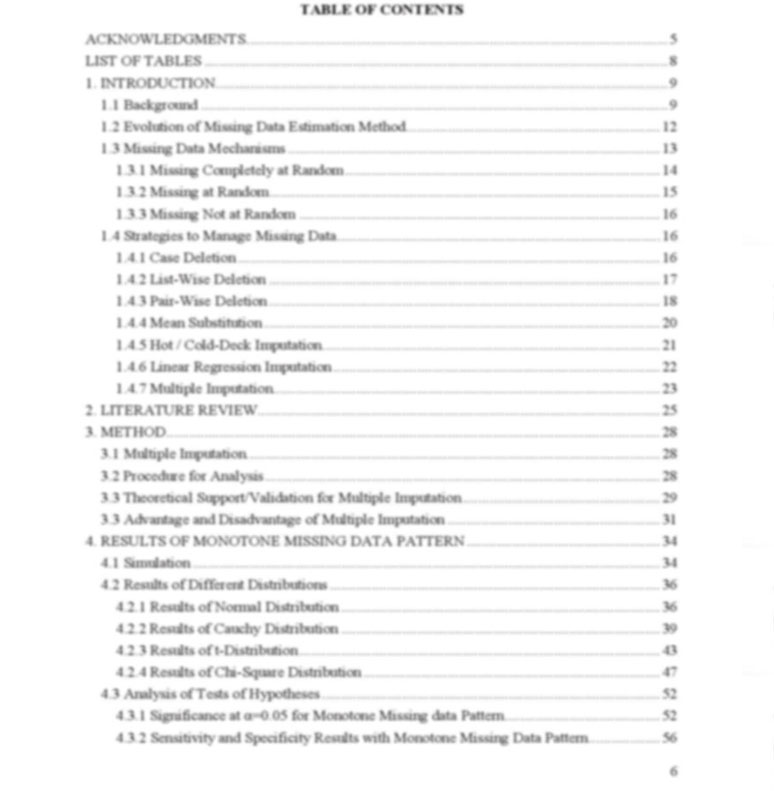 TABLE OF CONTENTS
ACKNOWLEDGMENTS 5
LIST OF TABLES 8
1. INTRODUCTION 9
1.1 Background 9
1.2 Evolution of Missing Data Estimation Method 12
1.3 Missing Data Mechanisms 13
1.3.1 Missing Completely at Random 14
1.3.2 Missing at Random 15
1.3.3 Missing Not at Random 16
1.4 Strategies to Manage Missing Data 16
1.4.1 Case Deletion 16
1.4.2 List-Wise Deletion 17
1.4.3 Pair-Wise Deletion 18
1.4.4 Mean Substitution 20
1.4.5 Hot / Cold-Deck Imputation 21
1.4.6 Linear Regression Imputation 22
1.4.7 Multiple Imputation 23
2. LITERATURE REVIEW 25
3. METHOD 28
3.1 Multiple Imputation 28
3.2 Procedure for Analysis 28
3.3 Theoretical Support/Validation for Multiple Imputation 29
3.3 Advantage and Disadvantage of Multiple Imputation 31
4. RESULTS OF MONOTONE MISSING DATA PATTERN 34
4.1 Simulation 34
4.2 Results of Different Distributions 36
4.2.1 Results of Normal Distribution 36
4.2.2 Results of Cauchy Distribution 39
4.2.3 Results of t-Distribution 43
4.2.4 Results of Chi-Square Distribution 47
4.3 Analysis of Tests of Hypotheses 52
4.3.1 Significance at α=0.05 for Monotone Missing data Pattern 52
4.3.2 Sensitivity and Specificity Results with Monotone Missing Data Pattern 56
6